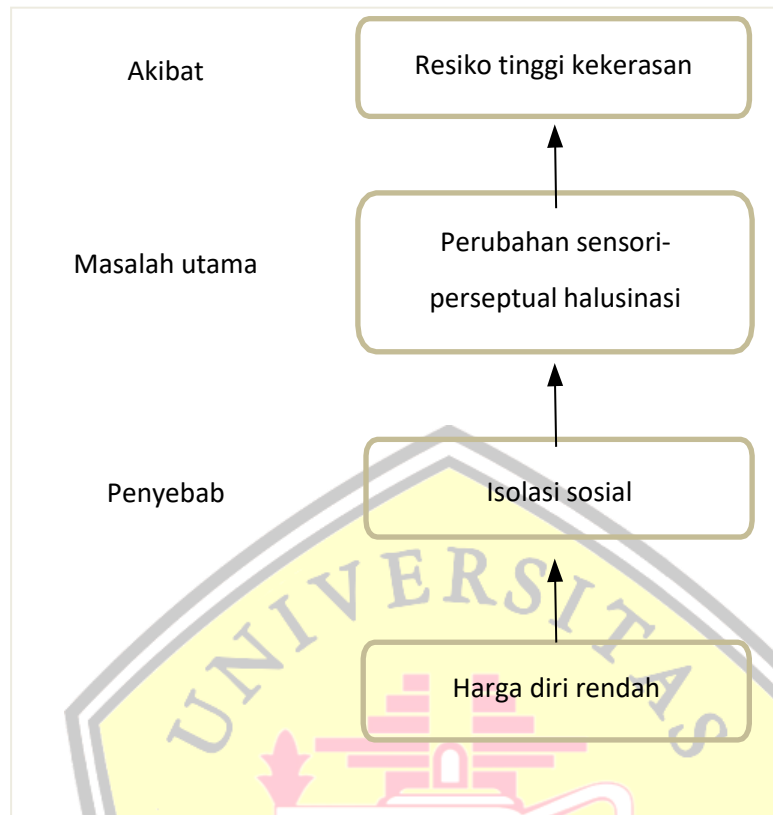 Akibat
Resiko tinggi kekerasan
Masalah utama
Perubahan sensori-
perseptual halusinasi
Penyebab
Isolasi sosial
UNIVERSITAS
Harga diri rendah